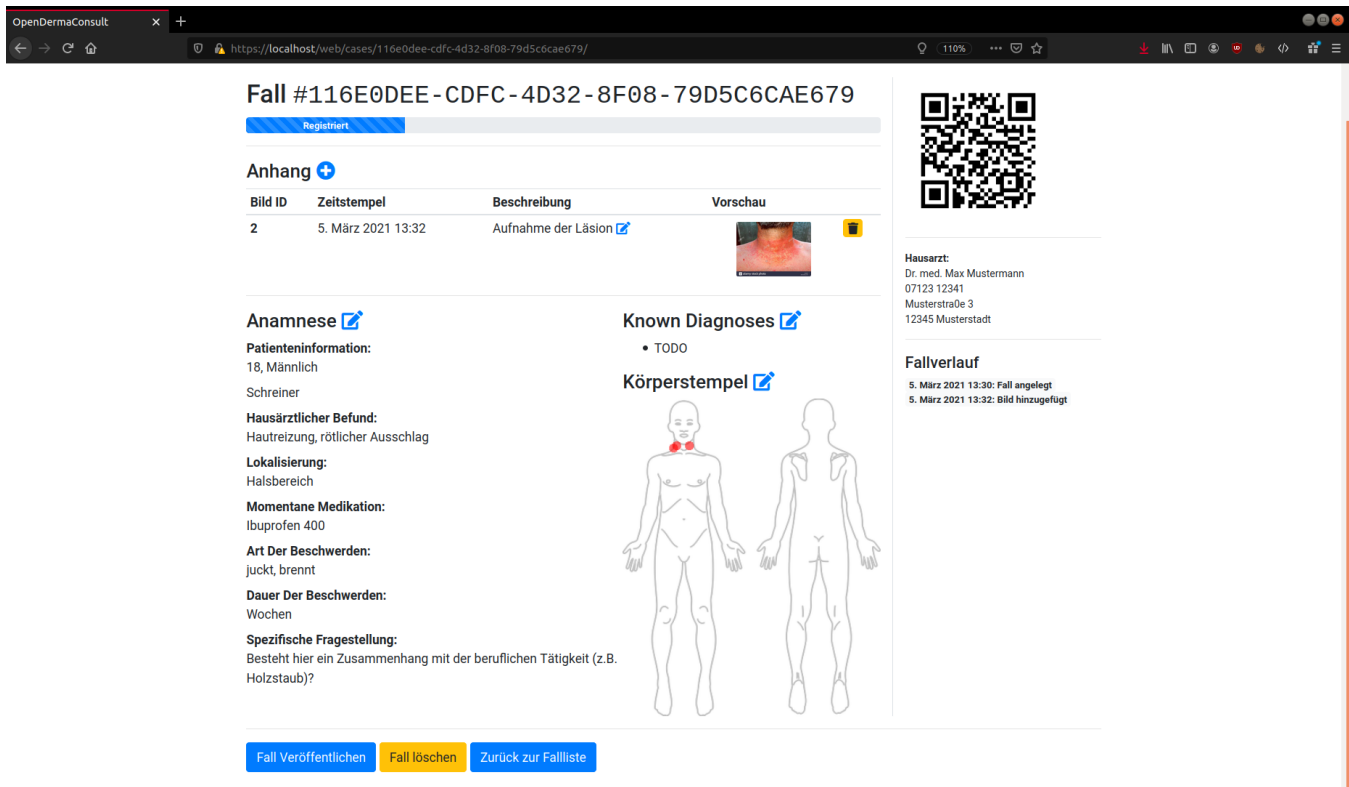 OpenDermaConsult
https://localhost/web/cases/116e0dee-cdfc-4d32-8f08-79d5c6cae679/
110%
Fall #116E0DEE-CDFC-4D32-8F08-79D5C6CAE679
Registriert
Anhang
Bild ID Zeitstempel Beschreibung Vorschau
2 5. März 2021 13:32 Aufnahme der Läsion
Anamnese
Patienteninformation:
18, Männlich
Schreiner
Hausärztlicher Befund:
Hautreizung, rötlicher Ausschlag
Lokalisierung:
Halsbereich
Momentane Medikation:
Ibuprofen 400
Art Der Beschwerden:
juckt, brennt
Dauer Der Beschwerden:
Wochen
Spezifische Fragestellung:
Besteht hier ein Zusammenhang mit der beruflichen Tätigkeit (z.B.
Holzstaub)?
Known Diagnoses
• TODO
Körperstempel
Hausarzt:
Dr. med. Max Mustermann
07123 12341
Musterstra0e 3
12345 Musterstadt
Fallverlauf
5. März 2021 13:30: Fall angelegt
5. März 2021 13:32: Bild hinzugefügt
Fall Veröffentlichen
Fall löschen
Zurück zur Fallliste